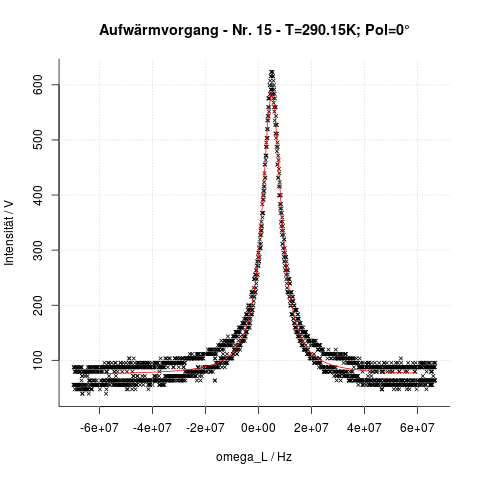 Aufwärmvorgang - Nr. 15 - T=290.15K; Pol=0°
Intensität / V
600
500
400
300
200
100
-6e+07 -4e+07 -2e+07 0e+00 2e+07 4e+07 6e+07
omega_L / Hz